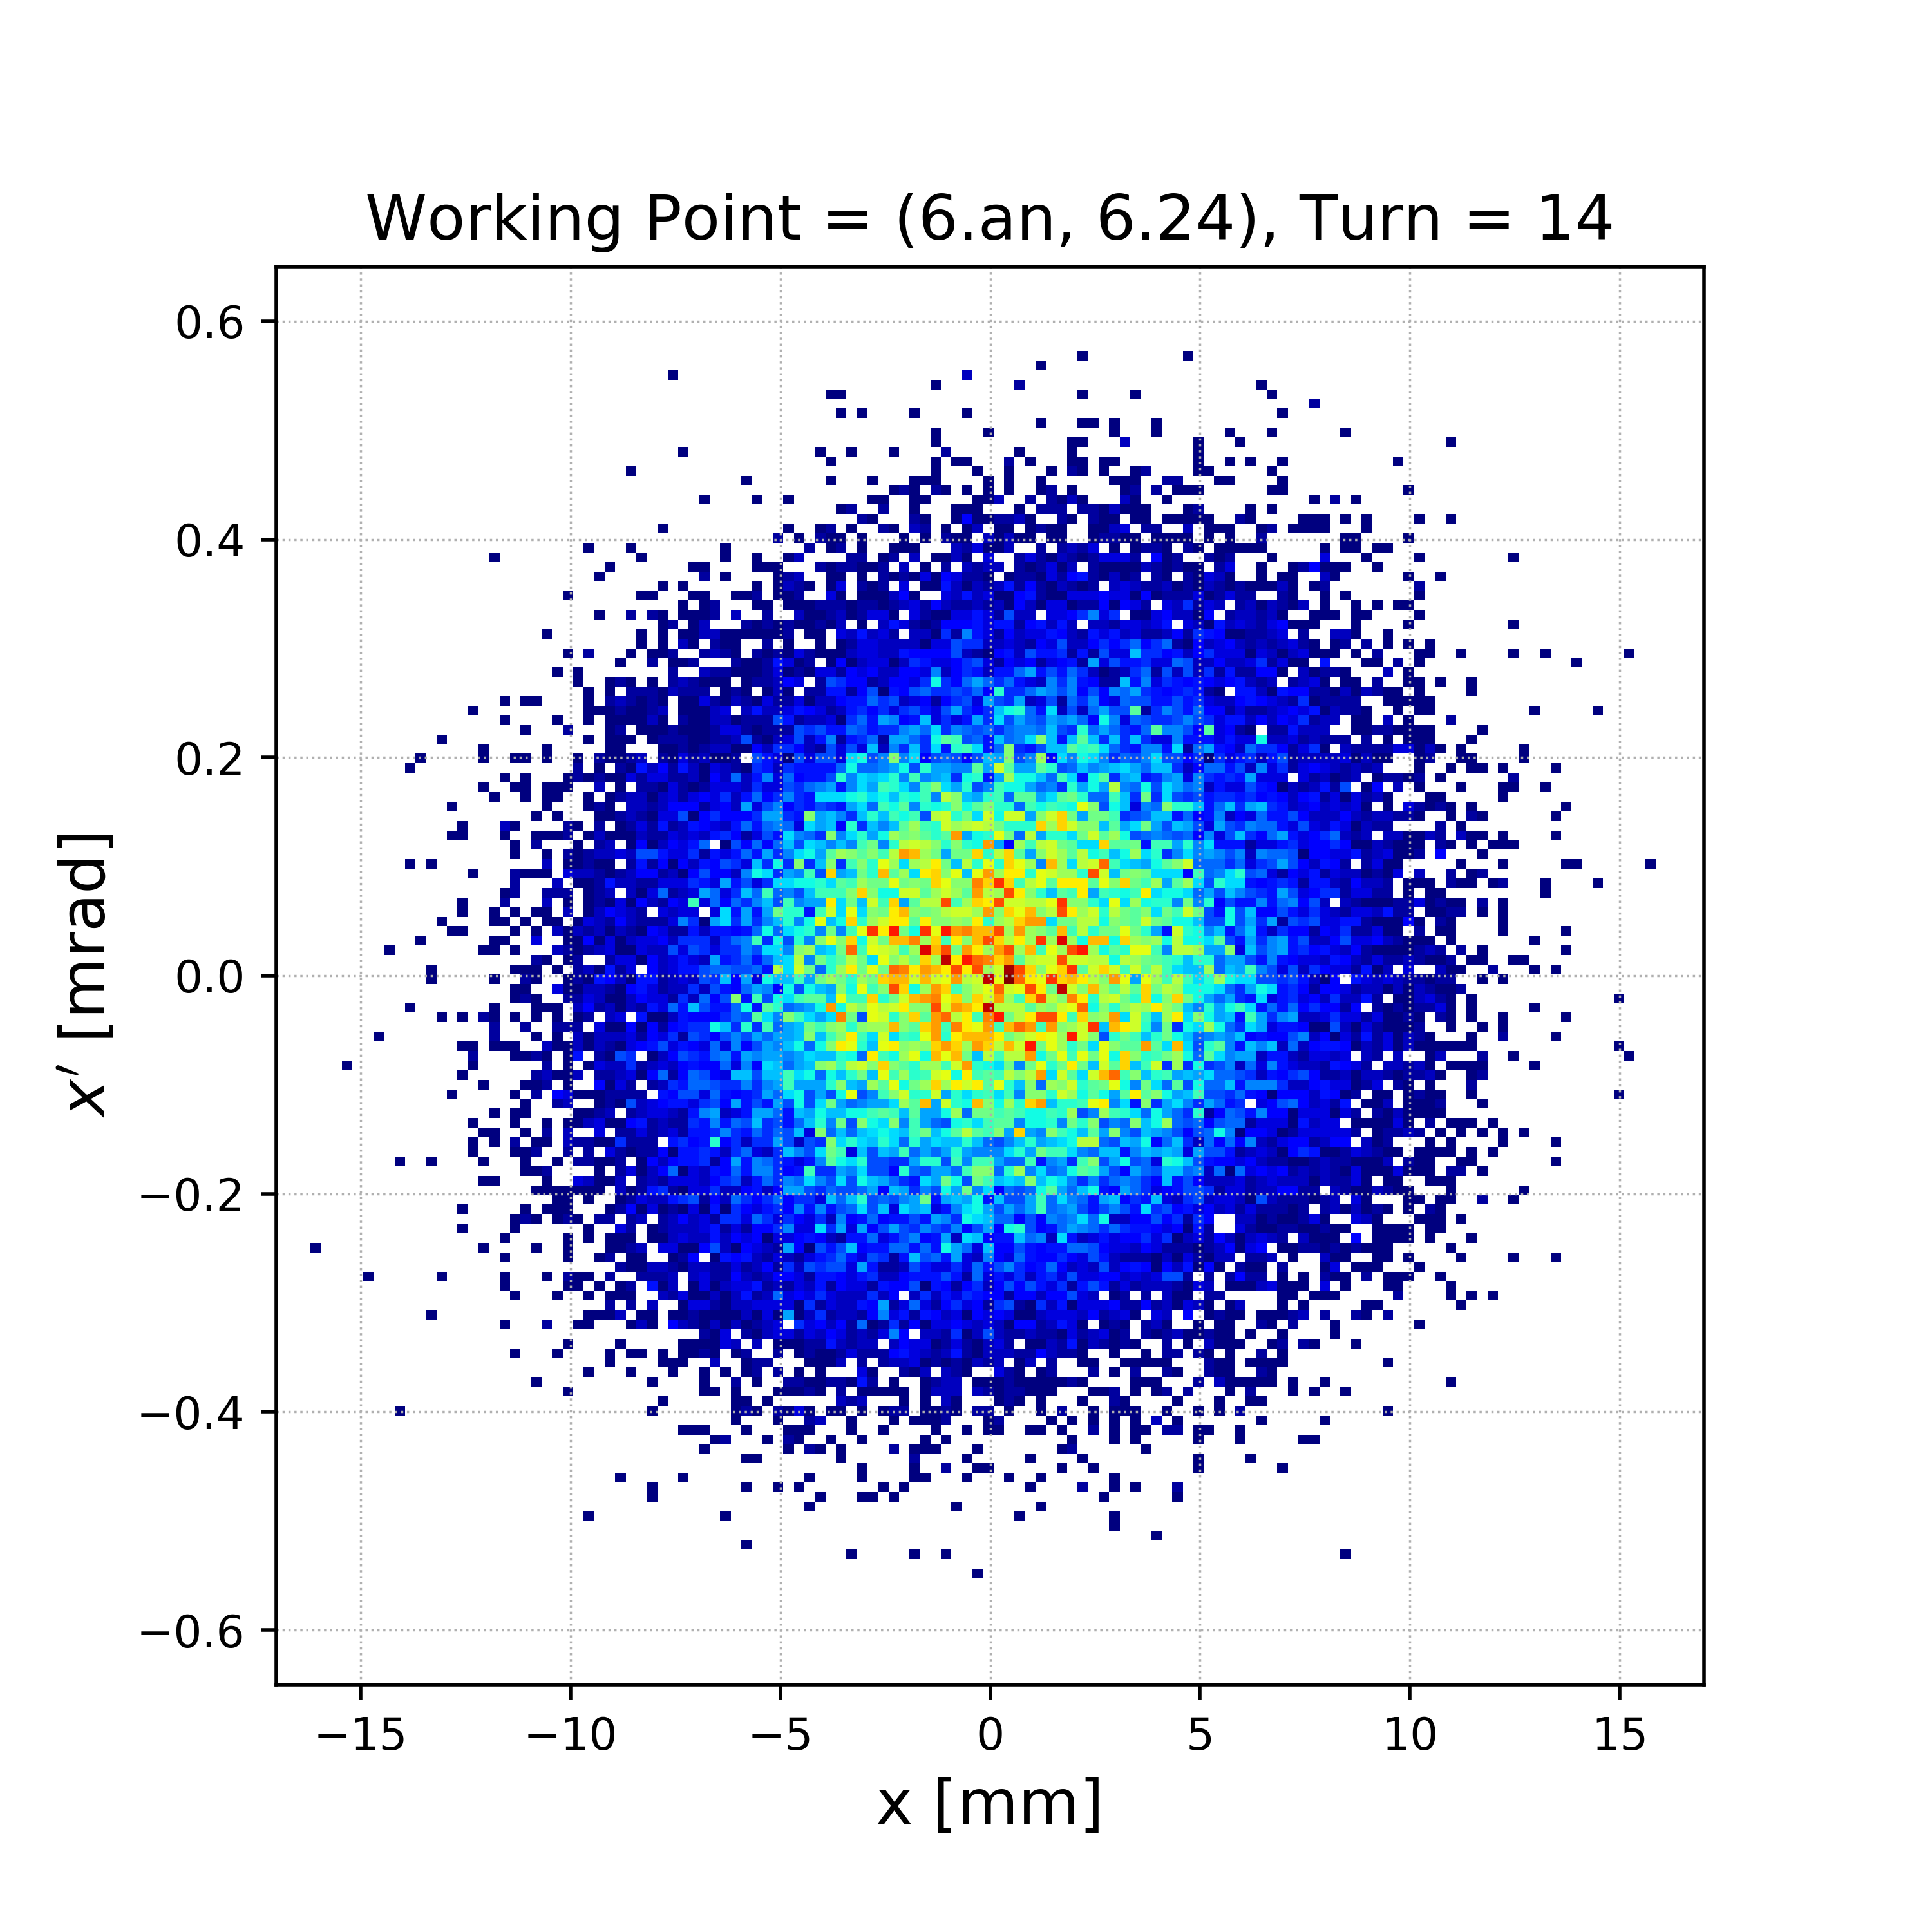 Working Point = (6.an, 6.24), Turn = 14
0.6
0.4
0.2
0.0
−0.2
−0.4
−0.6
x′ [mrad]
−15 −10 −5 0 5 10 15
x [mm]